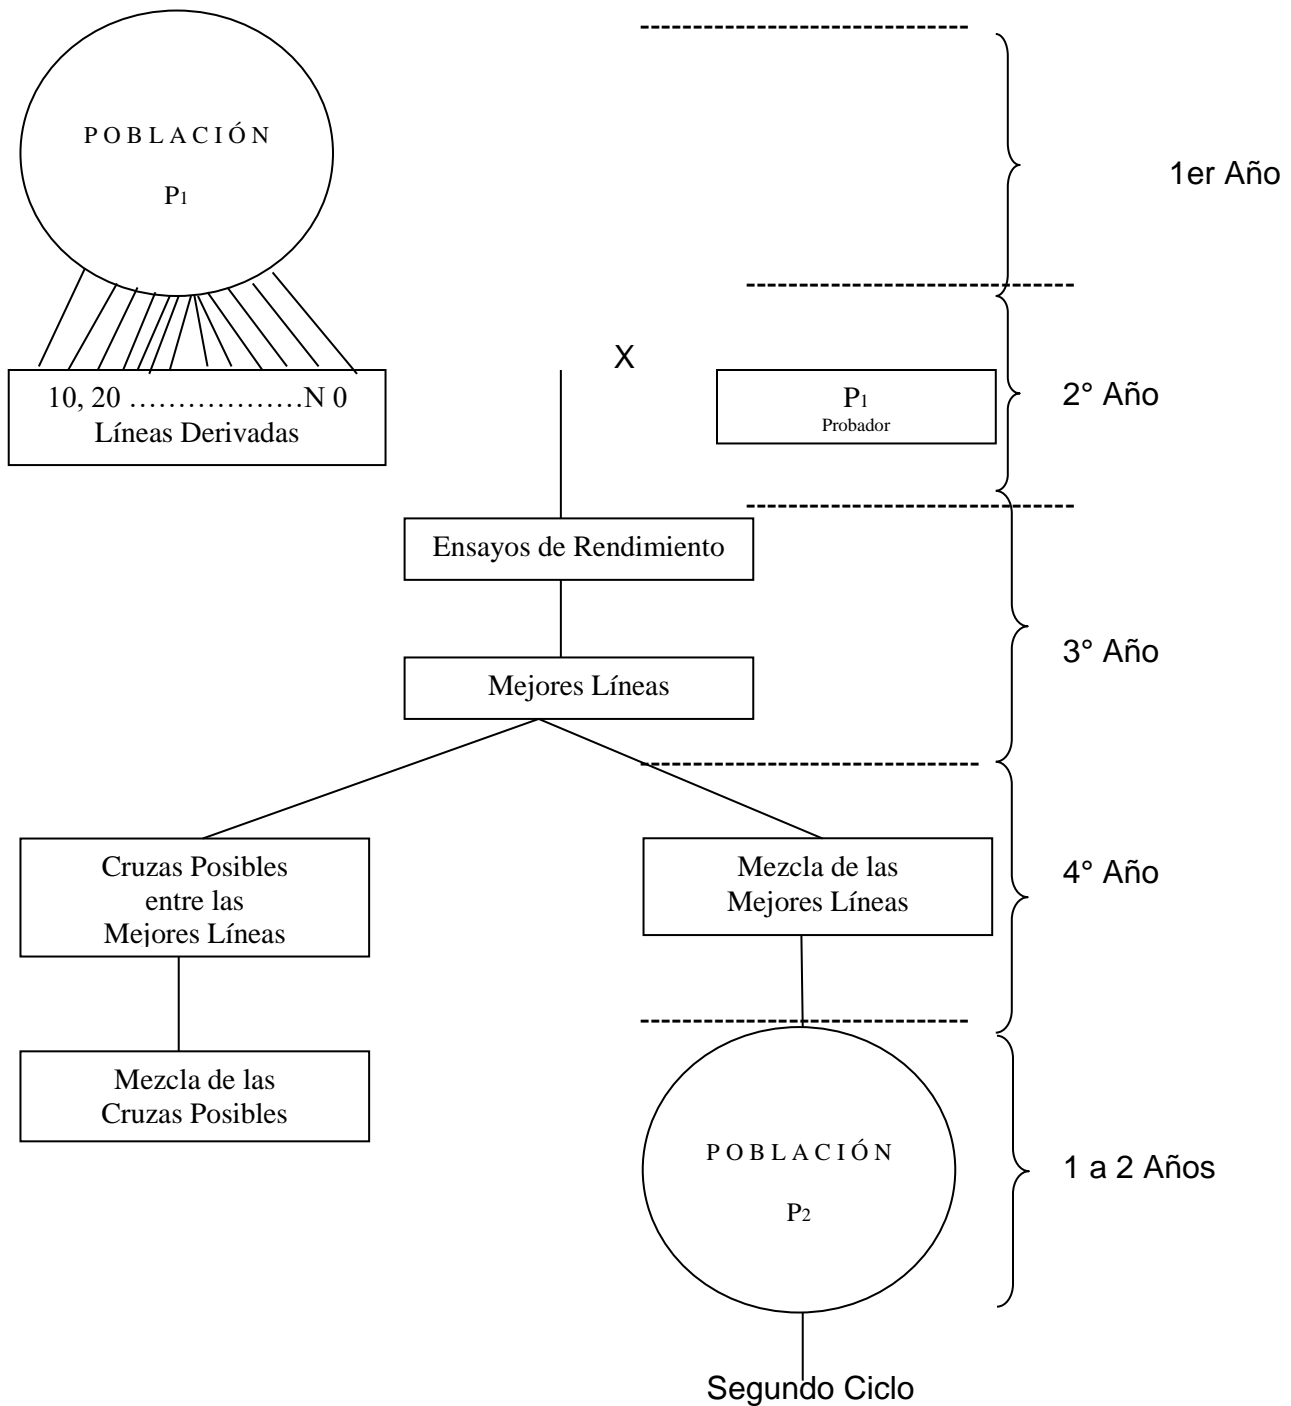 P O B L A C I Ó N
P1
1er Año
X
10, 20 ………………N 0
Líneas Derivadas
P1
Probador
2° Año
Ensayos de Rendimiento
Mejores Líneas
3° Año
Cruzas Posibles
entre las
Mejores Líneas
Mezcla de las
Mejores Líneas
4° Año
Mezcla de las
Cruzas Posibles
P O B L A C I Ó N
P2
1 a 2 Años
Segundo Ciclo